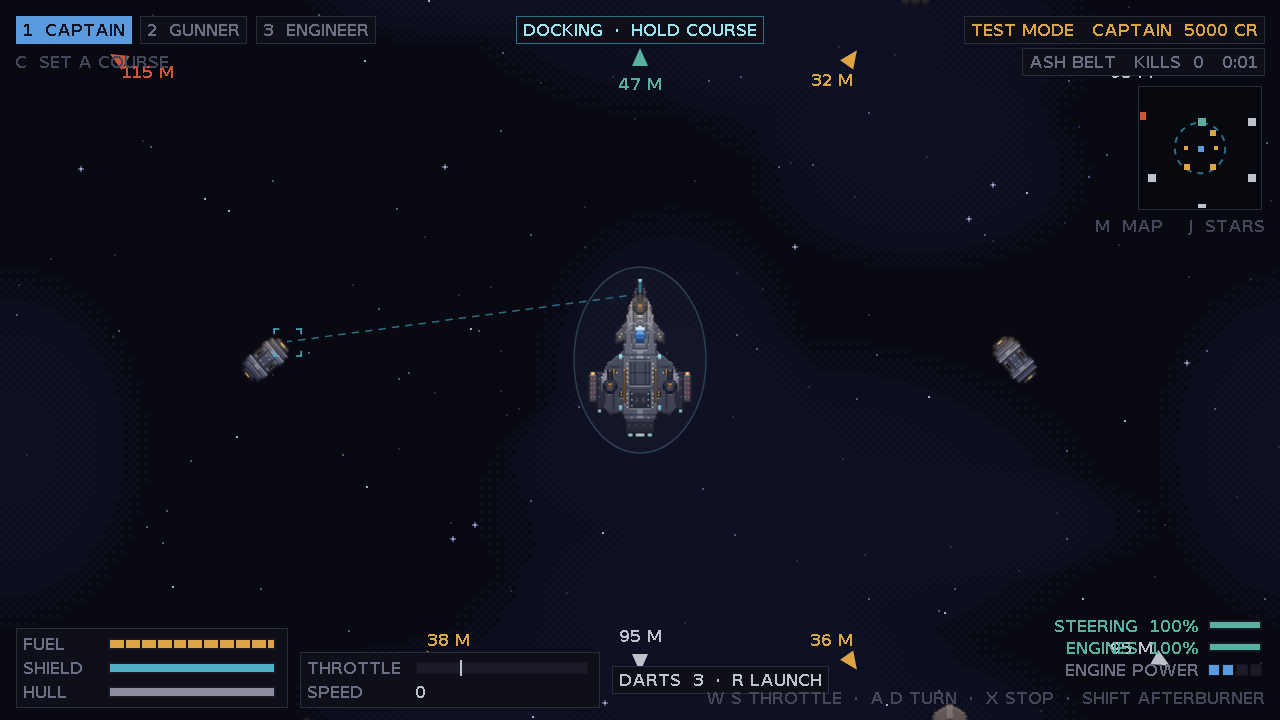 1 CAPTAIN
2 GUNNER
3 ENGINEER
DOCKING · HOLD COURSE
TEST MODE CAPTAIN 5000 CR
C SET A COURSE
115 M
47 M
32 M
ASH BELT KILLS 0 0:01
M MAP J STARS
38 M
95 M
36 M
FUEL
SHIELD
HULL
THROTTLE
SPEED 0
DARTS 3 · R LAUNCH
STEERING 100%
ENGINES 100%
95 M
ENGINE POWER
W S THROTTLE · A D TURN · X STOP · SHIFT AFTERBURNER